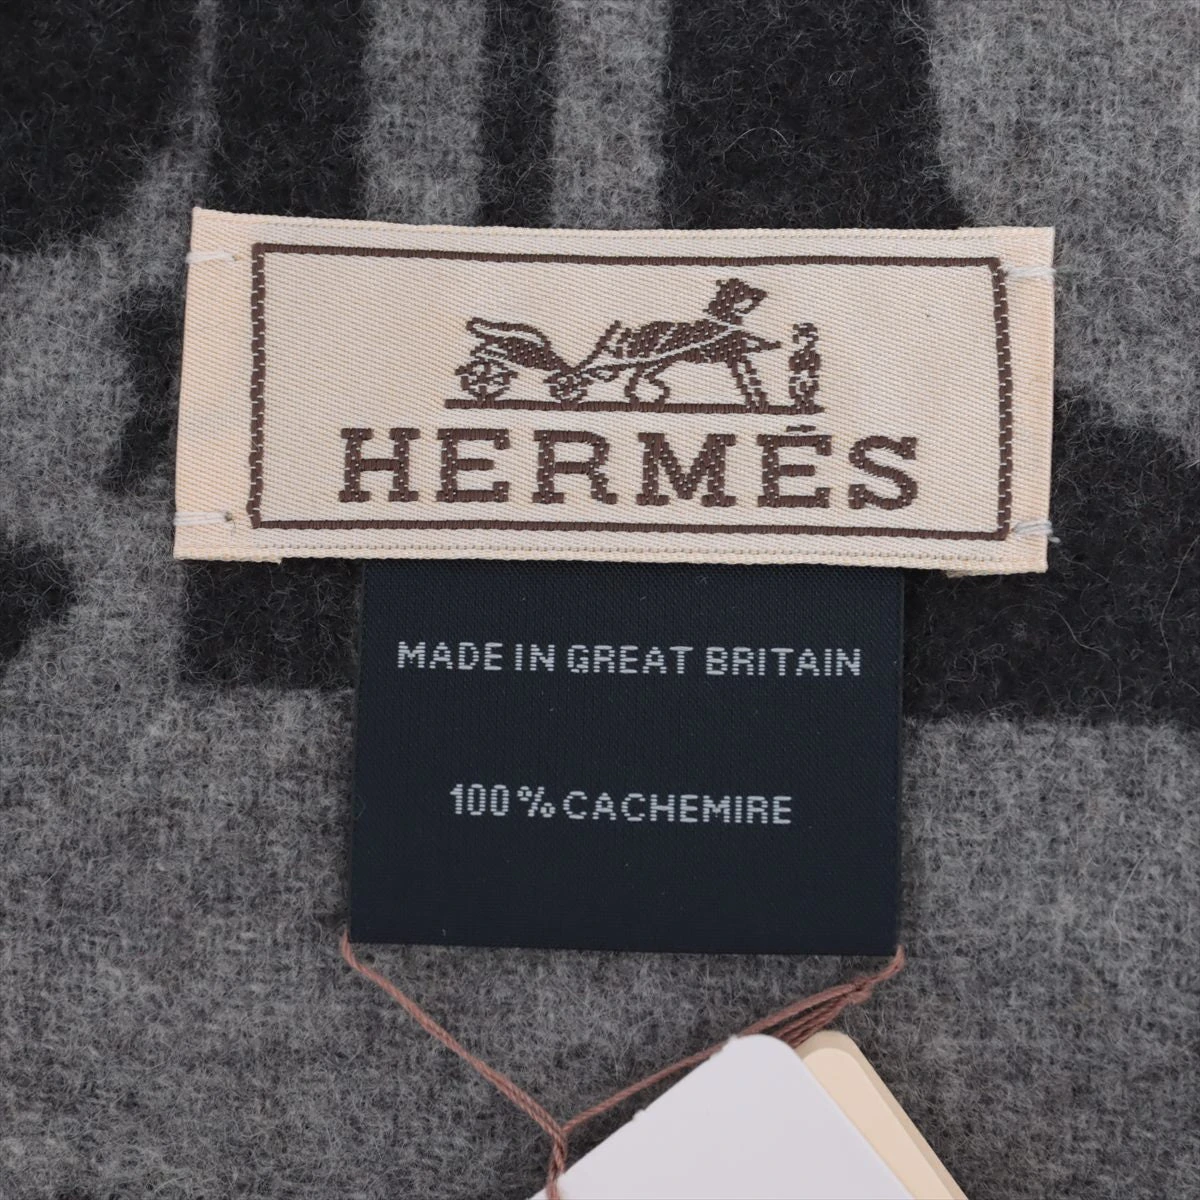 HERMÈS
MADE IN GREAT BRITAIN
100% CACHEMIRE